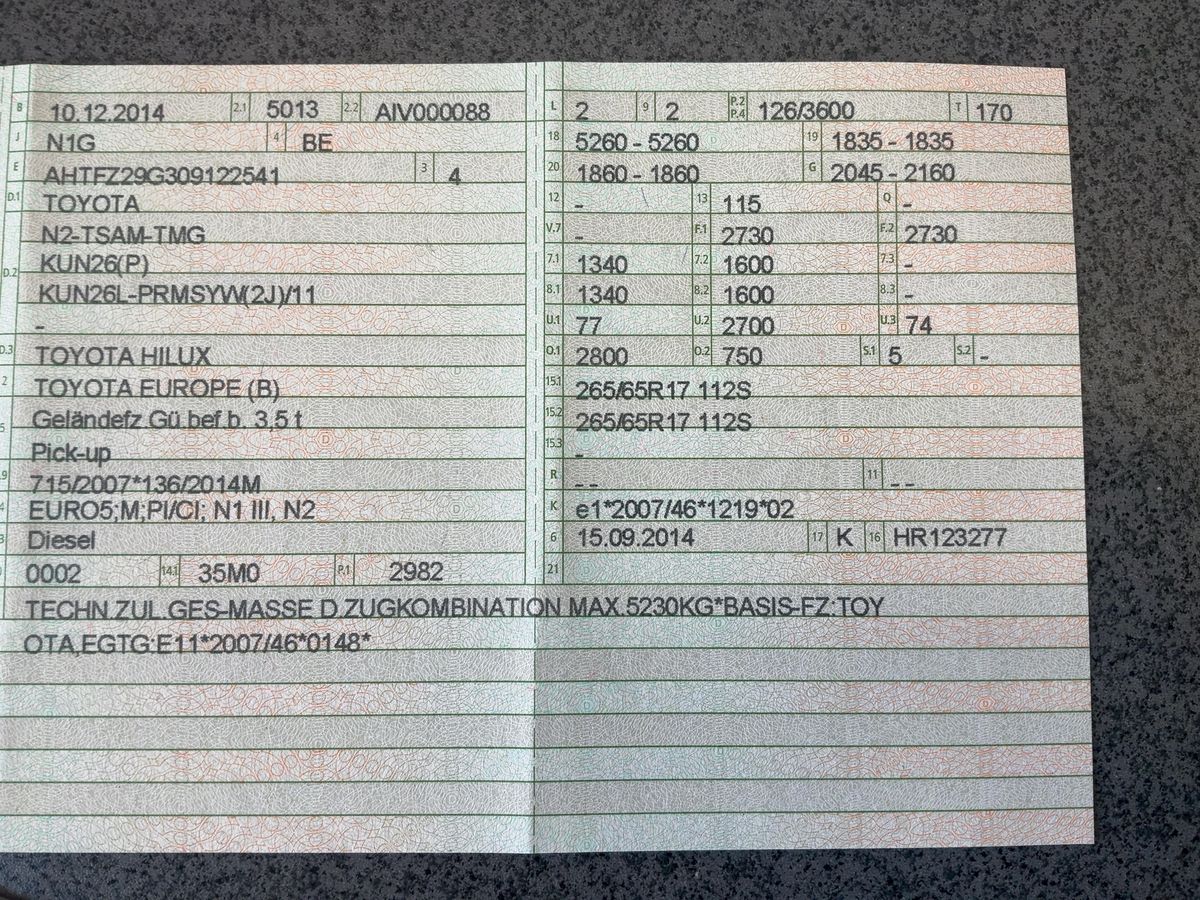 B 10.12.2014 2.1 5013 2.2 AIV000088
J N1G 4 BE
E AHTFZ29G309122541 3 4
D.1 TOYOTA
N2-TSAM-TMG
D.2 KUN26(P)
KUN26L-PRMSYW(2J)/11
-
D.3 TOYOTA HILUX
2 TOYOTA EUROPE (B)
5 Geländefz.Gü.bef.b. 3,5 t
Pick-up
.9 715/2007*136/2014M
4 EURO5;M;PI/CI; N1 III, N2
3 Diesel
0002 14.1 35M0 P.1 2982
L 2 9 2 P.2 P.4 126/3600 T 170
18 5260 - 5260 19 1835 - 1835
20 1860 - 1860 G 2045 - 2160
12 - 13 115 Q -
V.7 - F.1 2730 F.2 2730
7.1 1340 7.2 1600 7.3 -
8.1 1340 8.2 1600 8.3 -
U.1 77 U.2 2700 U.3 74
O.1 2800 O.2 750 S.1 5 S.2 -
15.1 265/65R17 112S
15.2 265/65R17 112S
15.3 -
R - - 11 - -
K e1*2007/46*1219*02
6 15.09.2014 17 K 16 HR123277
21
TECHN.ZUL.GES-MASSE D.ZUGKOMBINATION MAX.5230KG*BASIS-FZ:TOY
OTA,EGTG:E11*2007/46*0148*